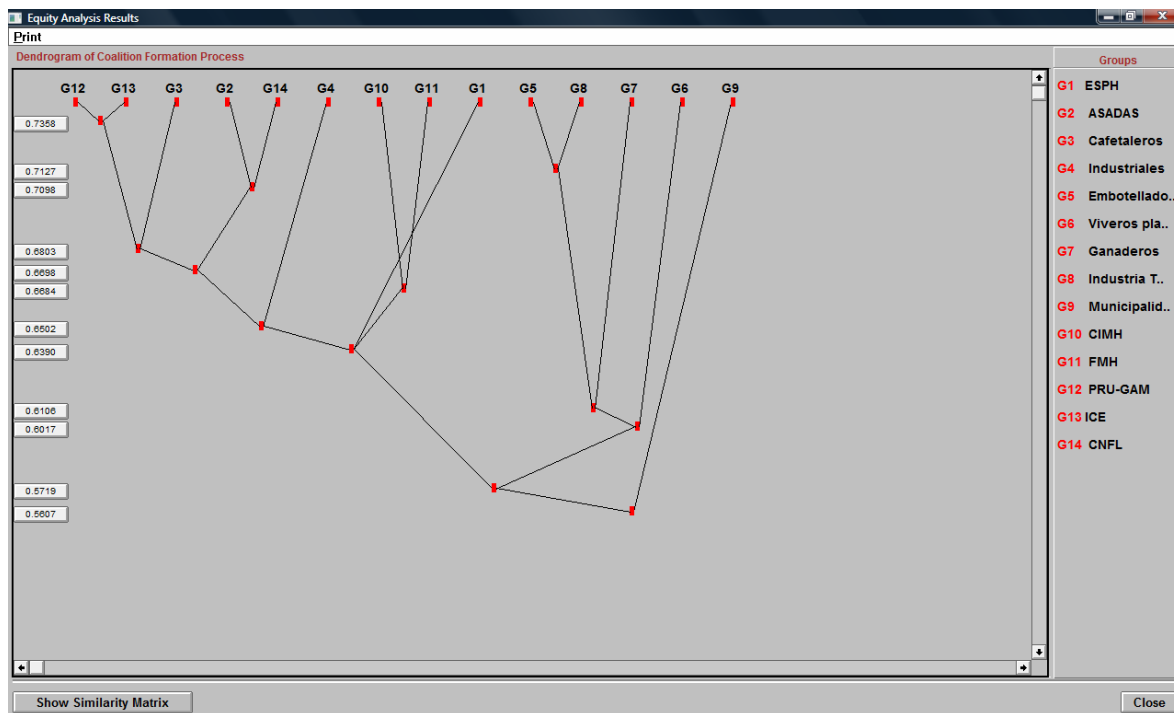 Equity Analysis Results
Print
Dendrogram of Coalition Formation Process
Groups
G12 G13 G3 G2 G14 G4 G10 G11 G1 G5 G8 G7 G6 G9
0.7358
0.7127
0.7098
0.6803
0.6698
0.6684
0.6502
0.6390
0.6106
0.6017
0.5719
0.5607
G1 ESPH
G2 ASADAS
G3 Cafetaleros
G4 Industriales
G5 Embotellado..
G6 Viveros pla..
G7 Ganaderos
G8 Industria T..
G9 Municipalid..
G10 CIMH
G11 FMH
G12 PRU-GAM
G13 ICE
G14 CNFL
Show Similarity Matrix
Close